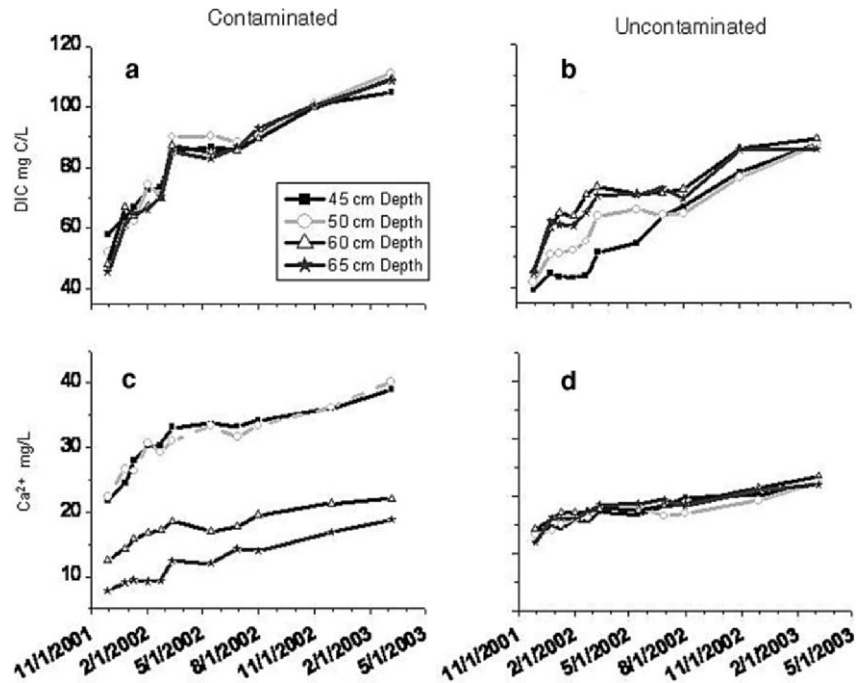 Contaminated
Uncontaminated
a
b
DIC mg C/L
120
100
80
60
40
45 cm Depth
50 cm Depth
60 cm Depth
65 cm Depth
c
d
Ca2+ mg/L
40
30
20
10
11/1/2001
2/1/2002
5/1/2002
8/1/2002
11/1/2002
2/1/2003
5/1/2003
11/1/2001
2/1/2002
5/1/2002
8/1/2002
11/1/2002
2/1/2003
5/1/2003